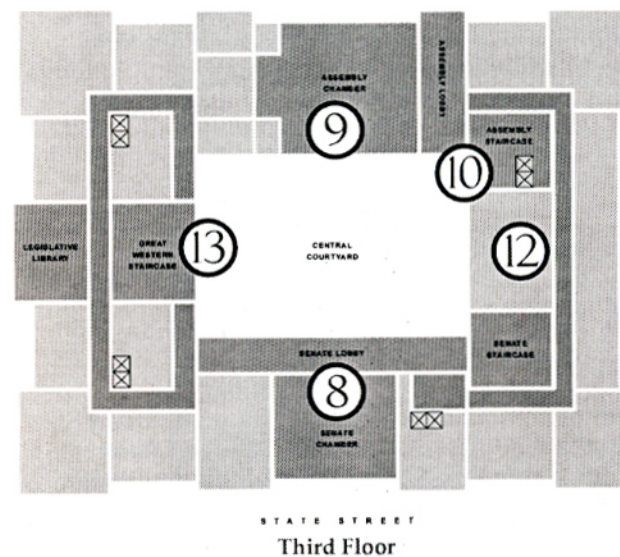 ASSEMBLY
CHAMBER
9
ASSEMBLY LOBBY
ASSEMBLY
STAIRCASE
10
LEGISLATIVE
LIBRARY
GREAT
WESTERN
STAIRCASE
13
CENTRAL
COURTYARD
12
SENATE LOBBY
SENATE
STAIRCASE
8
SENATE
CHAMBER
STATE STREET
Third Floor